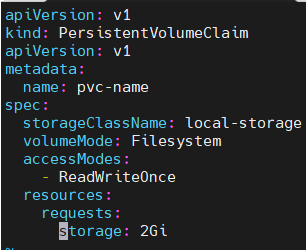 apiVersion: v1
kind: PersistentVolumeClaim
apiVersion: v1
metadata:
  name: pvc-name
spec:
  storageClassName: local-storage
  volumeMode: Filesystem
  accessModes:
    - ReadWriteOnce
  resources:
    requests:
      storage: 2Gi